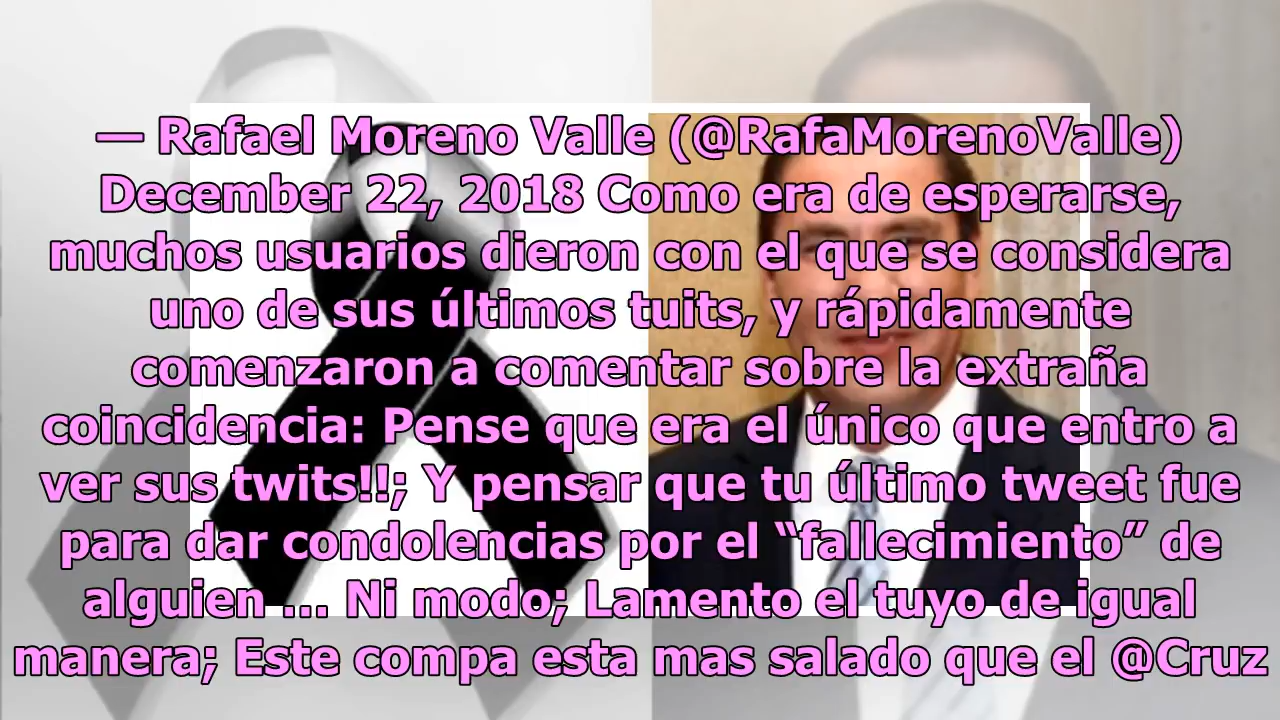 — Rafael Moreno Valle (@RafaMorenoValle)
December 22, 2018 Como era de esperarse,
muchos usuarios dieron con el que se considera
uno de sus últimos tuits, y rápidamente
comenzaron a comentar sobre la extraña
coincidencia: Pense que era el único que entro a
ver sus twits!!; Y pensar que tu último tweet fue
para dar condolencias por el “fallecimiento” de
alguien ... Ni modo; Lamento el tuyo de igual
manera; Este compa esta mas salado que el @Cruz